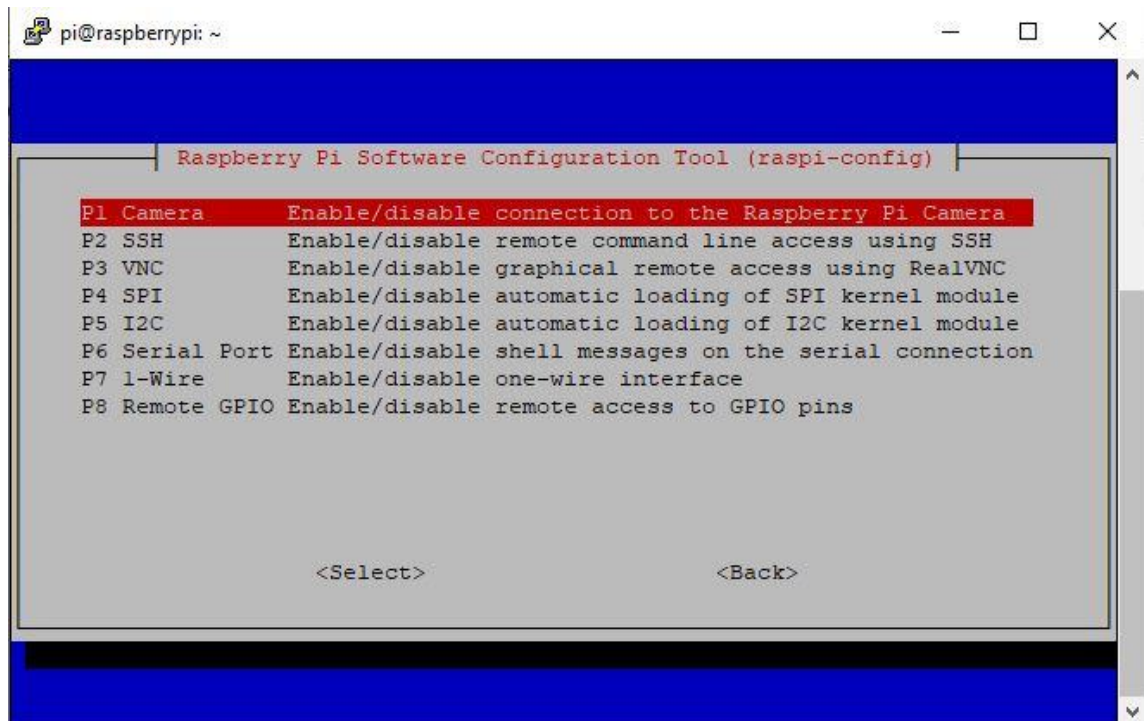 pi@raspberrypi: ~
Raspberry Pi Software Configuration Tool (raspi-config)
P1 Camera Enable/disable connection to the Raspberry Pi Camera
P2 SSH Enable/disable remote command line access using SSH
P3 VNC Enable/disable graphical remote access using RealVNC
P4 SPI Enable/disable automatic loading of SPI kernel module
P5 I2C Enable/disable automatic loading of I2C kernel module
P6 Serial Port Enable/disable shell messages on the serial connection
P7 1-Wire Enable/disable one-wire interface
P8 Remote GPIO Enable/disable remote access to GPIO pins
<Select> <Back>